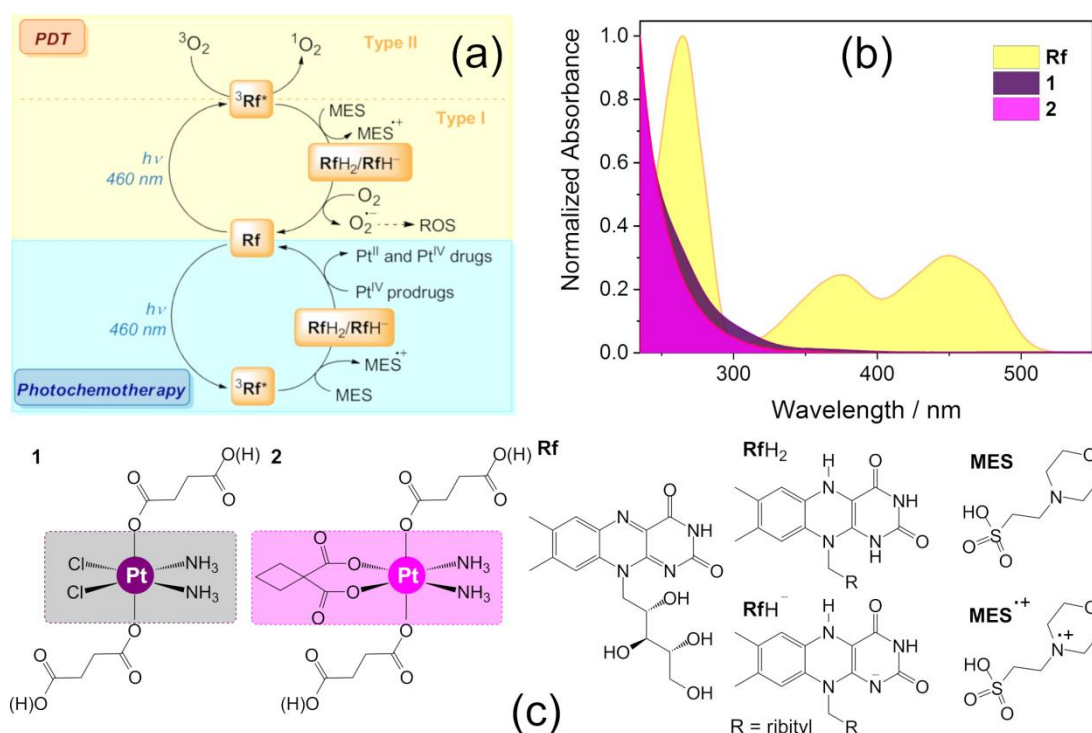 PDT
(a)
³O₂
¹O₂
Type II
³Rf*
Type I
MES
MES•+
hν
460 nm
RfH₂/RfH⁻
O₂
O₂•- ----> ROS
Rf
Ptᴵᴵ and Ptᴵⱽ drugs
Ptᴵⱽ prodrugs
hν
460 nm
RfH₂/RfH⁻
MES•+
³Rf*
MES
Photochemotherapy
(b)
Rf
1
2
Normalized Absorbance
1.0
0.8
0.6
0.4
0.2
0.0
300 400 500
Wavelength / nm
1
O(H)
O
O
O
Cl
Cl
Pt
NH₃
NH₃
O
O
O
(H)O
2
O(H)
O
O
O
O
O
O
O
Pt
NH₃
NH₃
O
O
O
(H)O
Rf
O
N
NH
N
N
O
OH
HO
OH
OH
RfH₂
H
N
O
NH
N
N
H
O
R
RfH⁻
H
N
O
NH
N
N⁻
O
R
R = ribityl
MES
O
N
HO
S
O
O
MES•+
O
N•+
HO
S
O
O
(c)